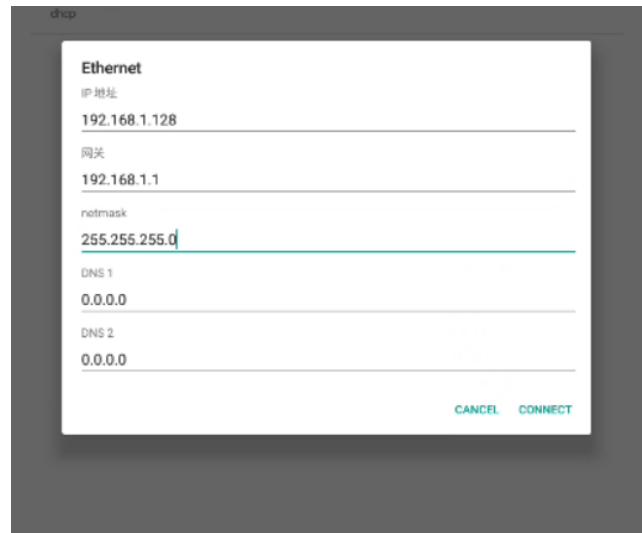 dhcp
Ethernet
IP 地址
192.168.1.128
网关
192.168.1.1
netmask
255.255.255.0
DNS 1
0.0.0.0
DNS 2
0.0.0.0
CANCEL CONNECT